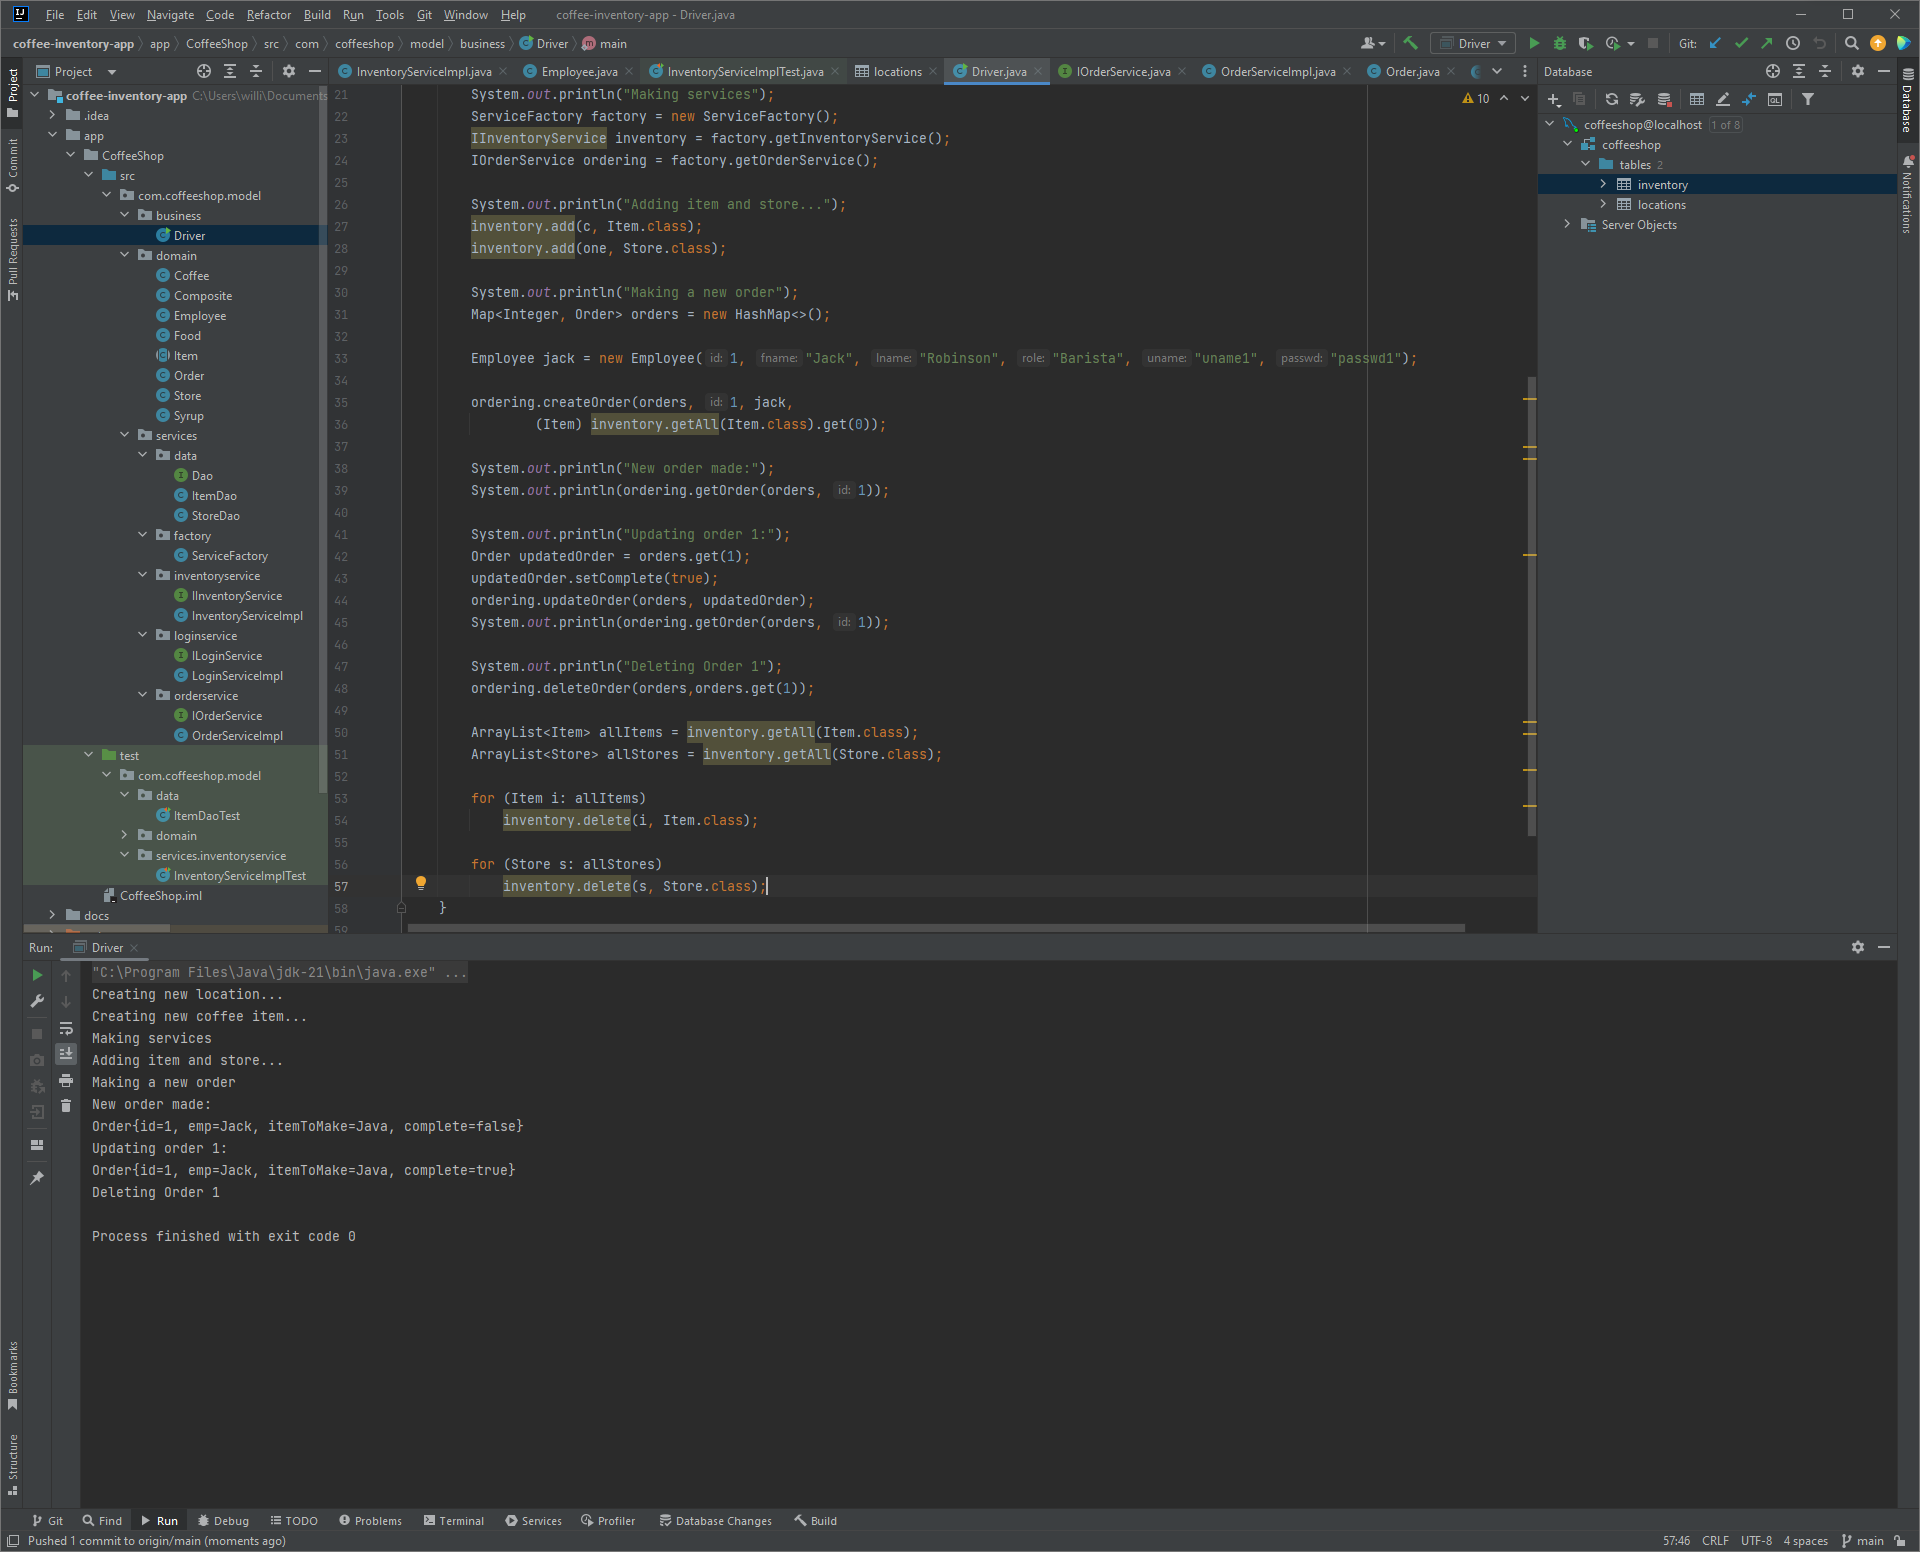 File Edit View Navigate Code Refactor Build Run Tools Git Window Help coffee-inventory-app - Driver.java
coffee-inventory-app app CoffeeShop src com coffeeshop model business Driver main
Driver
Git:
Project
InventoryServiceImpl.java Employee.java InventoryServiceImplTest.java locations Driver.java IOrderService.java OrderServiceImpl.java Order.java
Database
Project
Commit
Pull Requests
Bookmarks
Structure
coffee-inventory-app C:\Users\willi\Documents
.idea
app
CoffeeShop
src
com.coffeeshop.model
business
Driver
domain
Coffee
Composite
Employee
Food
Item
Order
Store
Syrup
services
data
Dao
ItemDao
StoreDao
factory
ServiceFactory
inventoryservice
IInventoryService
InventoryServiceImpl
loginservice
ILoginService
LoginServiceImpl
orderservice
IOrderService
OrderServiceImpl
test
com.coffeeshop.model
data
ItemDaoTest
domain
services.inventoryservice
InventoryServiceImplTest
CoffeeShop.iml
docs
10
21 System.out.println("Making services");
22 ServiceFactory factory = new ServiceFactory();
23 IInventoryService inventory = factory.getInventoryService();
24 IOrderService ordering = factory.getOrderService();
25
26 System.out.println("Adding item and store...");
27 inventory.add(c, Item.class);
28 inventory.add(one, Store.class);
29
30 System.out.println("Making a new order");
31 Map<Integer, Order> orders = new HashMap<>();
32
33 Employee jack = new Employee( id: 1, fname: "Jack", lname: "Robinson", role: "Barista", uname: "uname1", passwd: "passwd1");
34
35 ordering.createOrder(orders, id: 1, jack,
36 (Item) inventory.getAll(Item.class).get(0));
37
38 System.out.println("New order made:");
39 System.out.println(ordering.getOrder(orders, id: 1));
40
41 System.out.println("Updating order 1:");
42 Order updatedOrder = orders.get(1);
43 updatedOrder.setComplete(true);
44 ordering.updateOrder(orders, updatedOrder);
45 System.out.println(ordering.getOrder(orders, id: 1));
46
47 System.out.println("Deleting Order 1");
48 ordering.deleteOrder(orders,orders.get(1));
49
50 ArrayList<Item> allItems = inventory.getAll(Item.class);
51 ArrayList<Store> allStores = inventory.getAll(Store.class);
52
53 for (Item i: allItems)
54 inventory.delete(i, Item.class);
55
56 for (Store s: allStores)
57 inventory.delete(s, Store.class);
58 }
59
coffeeshop@localhost 1 of 8
coffeeshop
tables 2
inventory
locations
Server Objects
Database
Notifications
Run: Driver
"C:\Program Files\Java\jdk-21\bin\java.exe" ...
Creating new location...
Creating new coffee item...
Making services
Adding item and store...
Making a new order
New order made:
Order{id=1, emp=Jack, itemToMake=Java, complete=false}
Updating order 1:
Order{id=1, emp=Jack, itemToMake=Java, complete=true}
Deleting Order 1
Process finished with exit code 0
Git Find Run Debug TODO Problems Terminal Services Profiler Database Changes Build
Pushed 1 commit to origin/main (moments ago) 57:46 CRLF UTF-8 4 spaces main